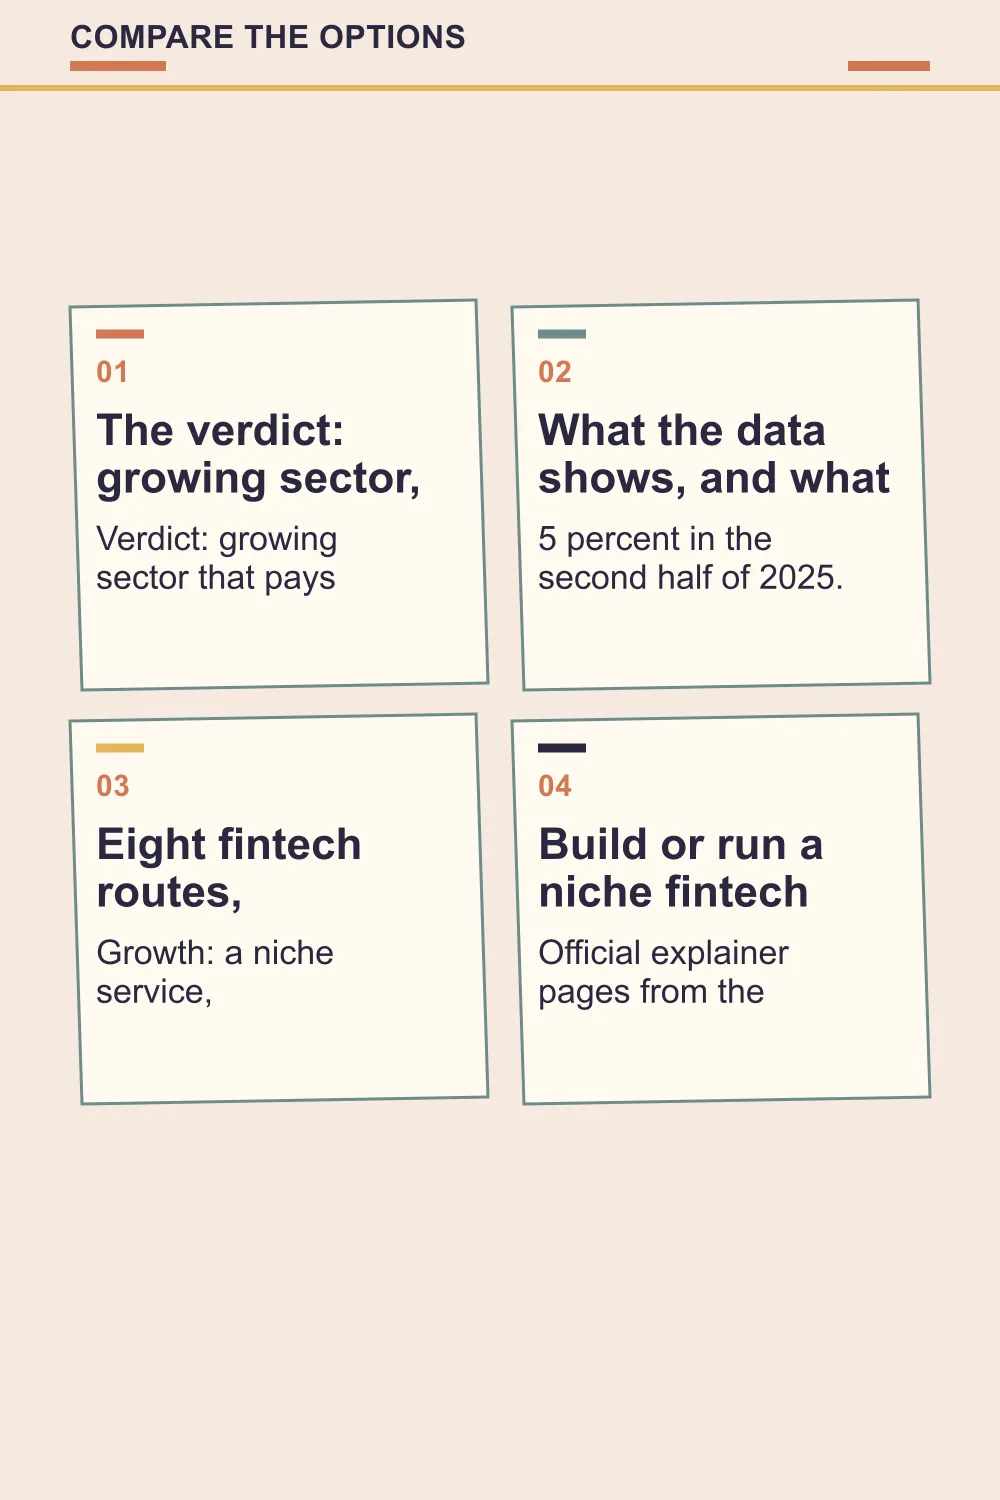 COMPARE THE OPTIONS
01
The verdict:
growing sector,
Verdict: growing
sector that pays
02
What the data
shows, and what
5 percent in the
second half of 2025.
03
Eight fintech
routes,
Growth: a niche
service,
04
Build or run a
niche fintech
Official explainer
pages from the